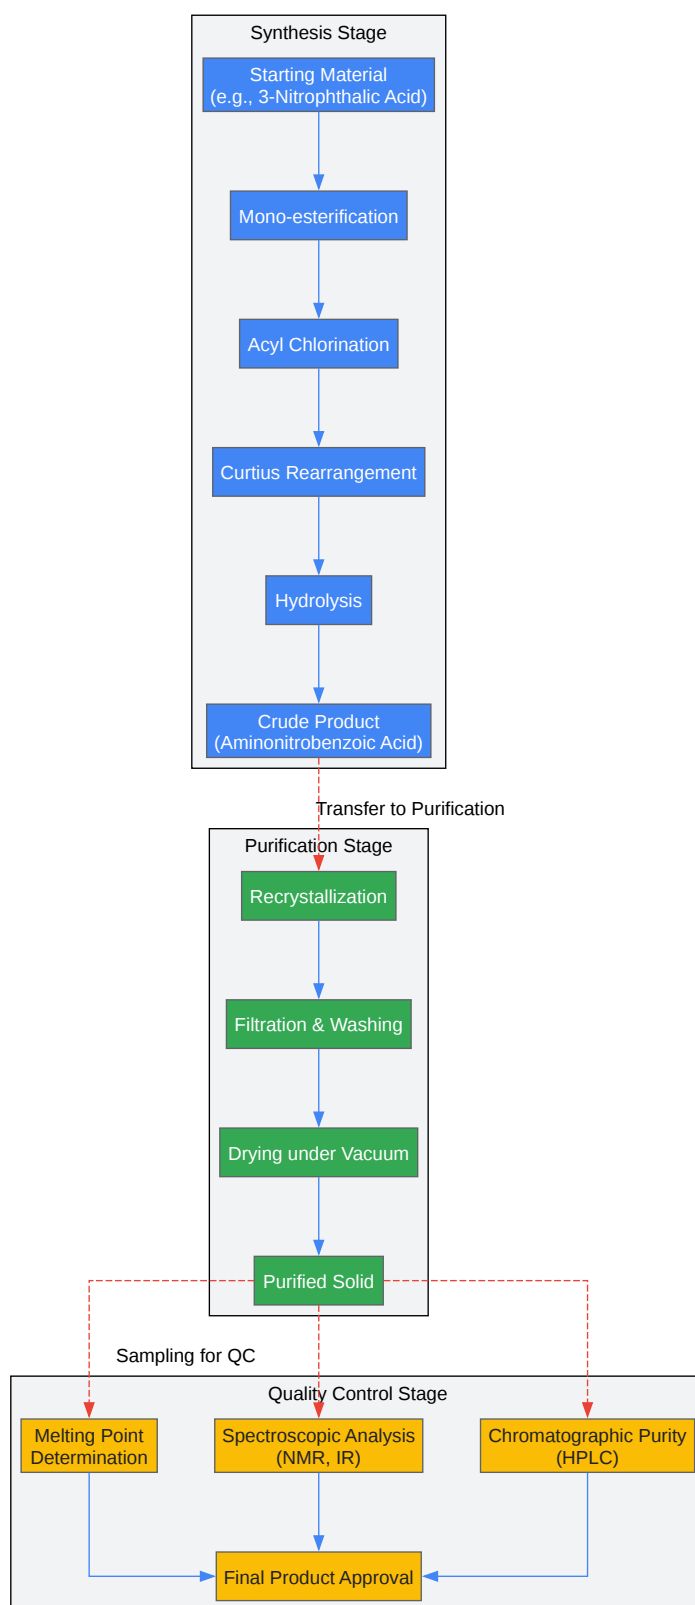 Synthesis Stage
Starting Material
(e.g., 3-Nitrophthalic Acid)
Mono-esterification
Acyl Chlorination
Curtius Rearrangement
Hydrolysis
Crude Product
(Aminonitrobenzoic Acid)
Transfer to Purification
Purification Stage
Recrystallization
Filtration & Washing
Drying under Vacuum
Purified Solid
Sampling for QC
Quality Control Stage
Melting Point
Determination
Spectroscopic Analysis
(NMR, IR)
Chromatographic Purity
(HPLC)
Final Product Approval